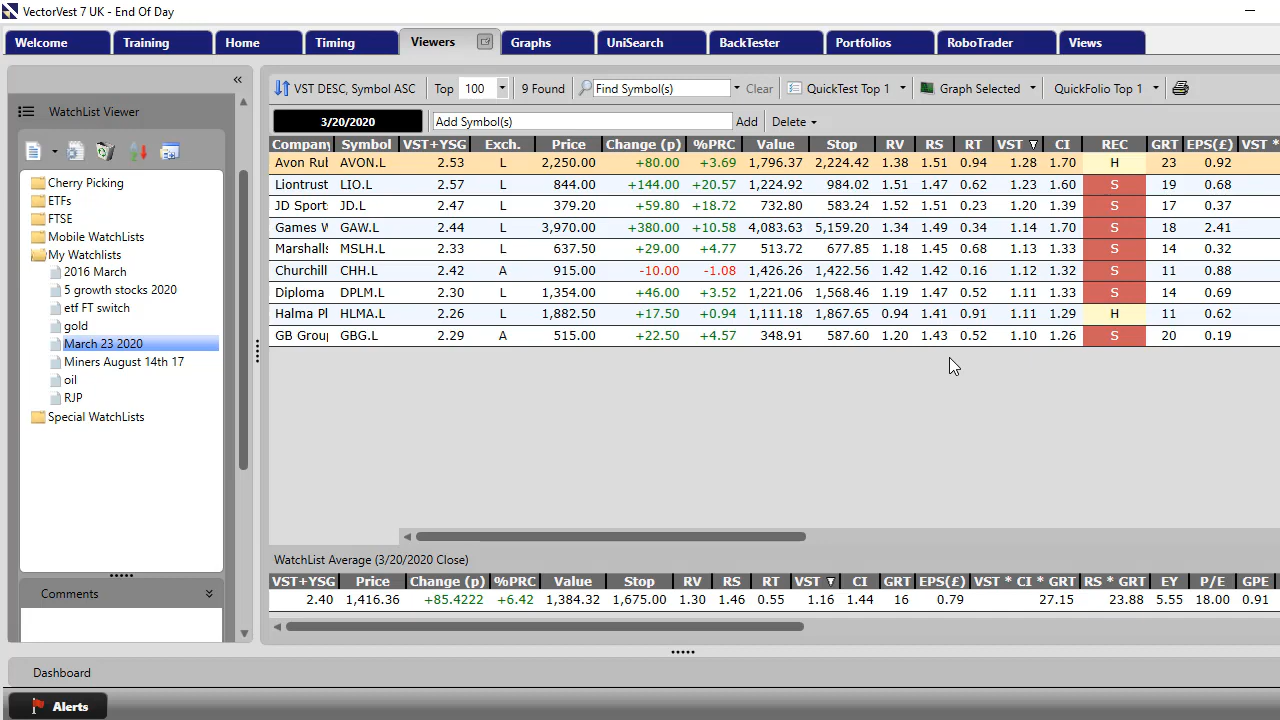 VectorVest 7 UK - End Of Day
Welcome Training Home Timing Viewers Graphs UniSearch BackTester Portfolios RoboTrader Views
«
VST DESC, Symbol ASC Top 100 9 Found Find Symbol(s) Clear QuickTest Top 1 Graph Selected QuickFolio Top 1
WatchList Viewer
3/20/2020 Add Symbol(s) Add Delete
Company Symbol VST+YSG Exch. Price Change (p) %PRC Value Stop RV RS RT VST CI REC GRT EPS(£) VST *
Avon Rub AVON.L 2.53 L 2,250.00 +80.00 +3.69 1,796.37 2,224.42 1.38 1.51 0.94 1.28 1.70 H 23 0.92
Liontrust LIO.L 2.57 L 844.00 +144.00 +20.57 1,224.92 984.02 1.51 1.47 0.62 1.23 1.60 S 19 0.68
JD Sport JD.L 2.47 L 379.20 +59.80 +18.72 732.80 583.24 1.52 1.51 0.23 1.20 1.39 S 17 0.37
Games W GAW.L 2.44 L 3,970.00 +380.00 +10.58 4,083.63 5,159.20 1.34 1.49 0.34 1.14 1.70 S 18 2.41
Marshalls MSLH.L 2.33 L 637.50 +29.00 +4.77 513.72 677.85 1.18 1.45 0.68 1.13 1.33 S 14 0.32
Churchill CHH.L 2.42 A 915.00 -10.00 -1.08 1,426.26 1,422.56 1.42 1.42 0.16 1.12 1.32 S 11 0.88
Diploma DPLM.L 2.30 L 1,354.00 +46.00 +3.52 1,221.06 1,568.46 1.19 1.47 0.52 1.11 1.33 S 14 0.69
Halma Pl HLMA.L 2.26 L 1,882.50 +17.50 +0.94 1,111.18 1,867.65 0.94 1.41 0.91 1.11 1.29 H 11 0.62
GB Group GBG.L 2.29 A 515.00 +22.50 +4.57 348.91 587.60 1.20 1.43 0.52 1.10 1.26 S 20 0.19
Cherry Picking
ETFs
FTSE
Mobile WatchLists
My Watchlists
2016 March
5 growth stocks 2020
etf FT switch
gold
March 23 2020
Miners August 14th 17
oil
RJP
Special WatchLists
WatchList Average (3/20/2020 Close)
VST+YSG Price Change (p) %PRC Value Stop RV RS RT VST CI GRT EPS(£) VST * CI * GRT RS * GRT EY P/E GPE
2.40 1,416.36 +85.4222 +6.42 1,384.32 1,675.00 1.30 1.46 0.55 1.16 1.44 16 0.79 27.15 23.88 5.55 18.00 0.91
Comments
Dashboard
Alerts